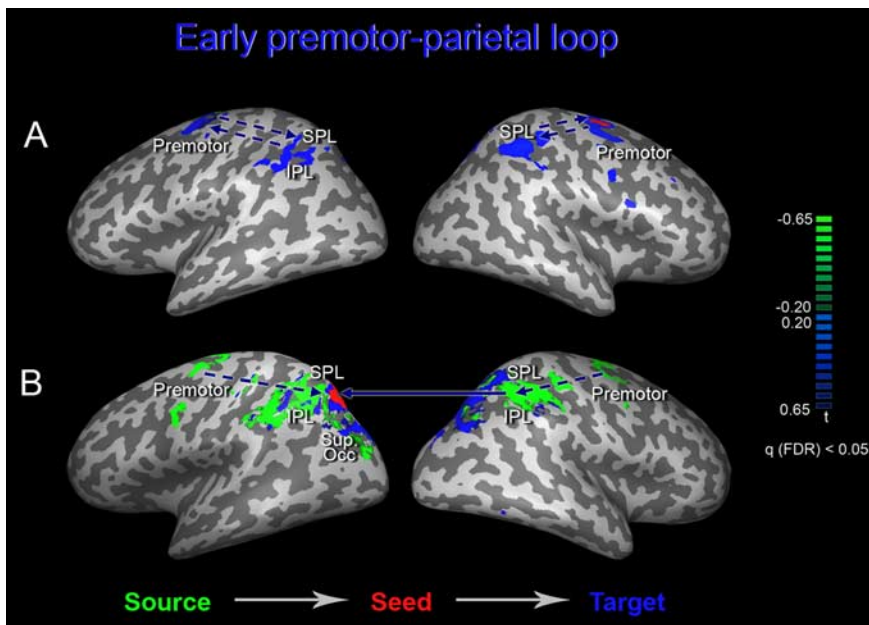 Early premotor-parietal loop
A
Premotor
SPL
IPL
SPL
Premotor
-0.65
-0.20
0.20
0.65
t
q (FDR) < 0.05
B
Premotor
SPL
IPL
Sup.
Occ
SPL
IPL
Premotor
Source
Seed
Target